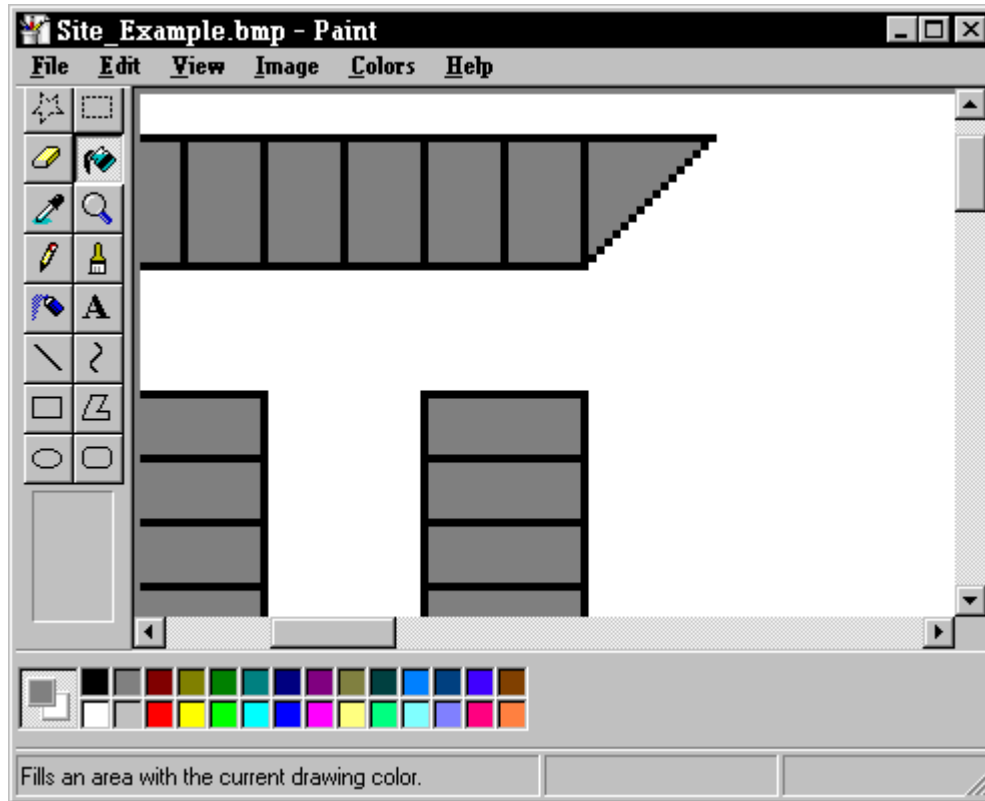 Site_Example.bmp - Paint
File Edit View Image Colors Help
A
Fills an area with the current drawing color.